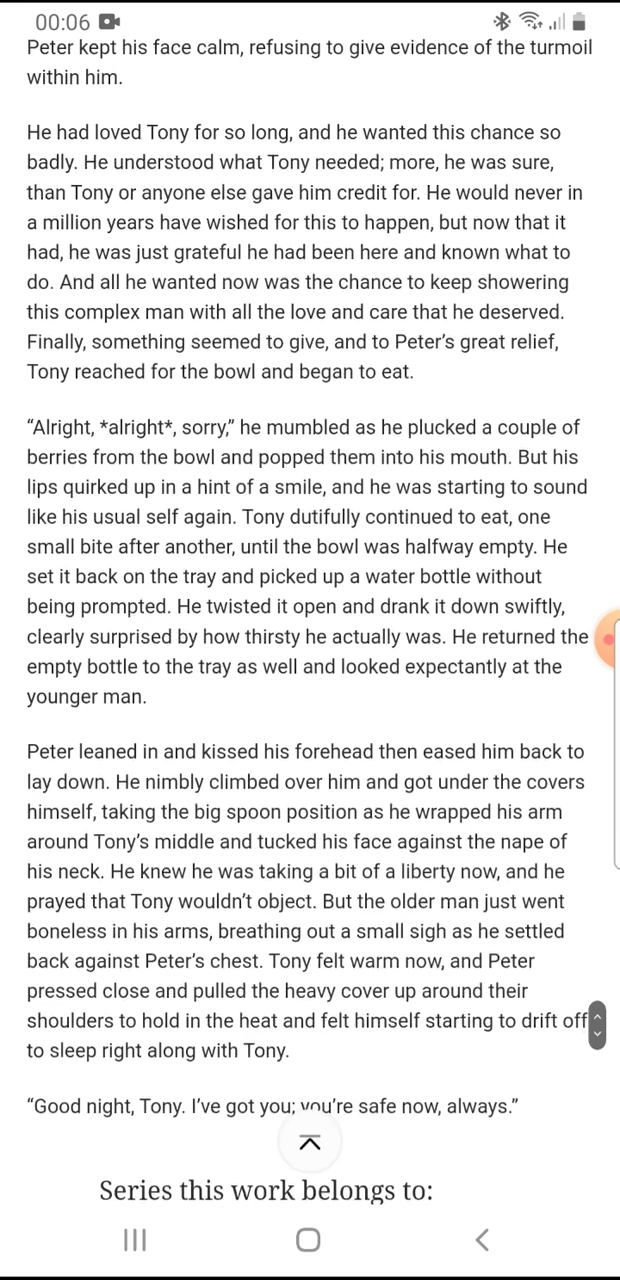 00:06
Peter kept his face calm, refusing to give evidence of the turmoil
within him.
He had loved Tony for so long, and he wanted this chance so
badly. He understood what Tony needed; more, he was sure,
than Tony or anyone else gave him credit for. He would never in
a million years have wished for this to happen, but now that it
had, he was just grateful he had been here and known what to
do. And all he wanted now was the chance to keep showering
this complex man with all the love and care that he deserved.
Finally, something seemed to give, and to Peter’s great relief,
Tony reached for the bowl and began to eat.
“Alright, *alright*, sorry,” he mumbled as he plucked a couple of
berries from the bowl and popped them into his mouth. But his
lips quirked up in a hint of a smile, and he was starting to sound
like his usual self again. Tony dutifully continued to eat, one
small bite after another, until the bowl was halfway empty. He
set it back on the tray and picked up a water bottle without
being prompted. He twisted it open and drank it down swiftly,
clearly surprised by how thirsty he actually was. He returned the
empty bottle to the tray as well and looked expectantly at the
younger man.
Peter leaned in and kissed his forehead then eased him back to
lay down. He nimbly climbed over him and got under the covers
himself, taking the big spoon position as he wrapped his arm
around Tony’s middle and tucked his face against the nape of
his neck. He knew he was taking a bit of a liberty now, and he
prayed that Tony wouldn’t object. But the older man just went
boneless in his arms, breathing out a small sigh as he settled
back against Peter’s chest. Tony felt warm now, and Peter
pressed close and pulled the heavy cover up around their
shoulders to hold in the heat and felt himself starting to drift off
to sleep right along with Tony.
“Good night, Tony. I’ve got you; you’re safe now, always.”
Series this work belongs to: